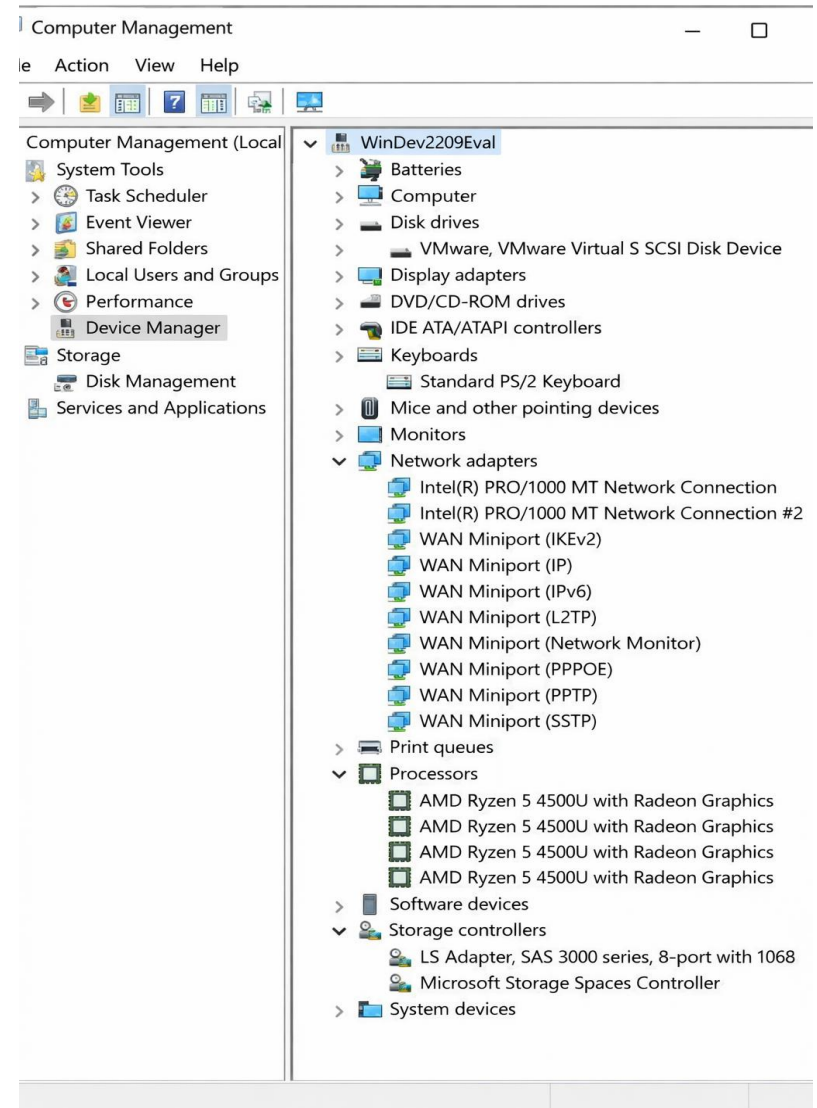 Computer Management
le Action View Help
Computer Management (Local
System Tools
Task Scheduler
Event Viewer
Shared Folders
Local Users and Groups
Performance
Device Manager
Storage
Disk Management
Services and Applications
WinDev2209Eval
Batteries
Computer
Disk drives
VMware, VMware Virtual S SCSI Disk Device
Display adapters
DVD/CD-ROM drives
IDE ATA/ATAPI controllers
Keyboards
Standard PS/2 Keyboard
Mice and other pointing devices
Monitors
Network adapters
Intel(R) PRO/1000 MT Network Connection
Intel(R) PRO/1000 MT Network Connection #2
WAN Miniport (IKEv2)
WAN Miniport (IP)
WAN Miniport (IPv6)
WAN Miniport (L2TP)
WAN Miniport (Network Monitor)
WAN Miniport (PPPOE)
WAN Miniport (PPTP)
WAN Miniport (SSTP)
Print queues
Processors
AMD Ryzen 5 4500U with Radeon Graphics
AMD Ryzen 5 4500U with Radeon Graphics
AMD Ryzen 5 4500U with Radeon Graphics
AMD Ryzen 5 4500U with Radeon Graphics
Software devices
Storage controllers
LS Adapter, SAS 3000 series, 8-port with 1068
Microsoft Storage Spaces Controller
System devices